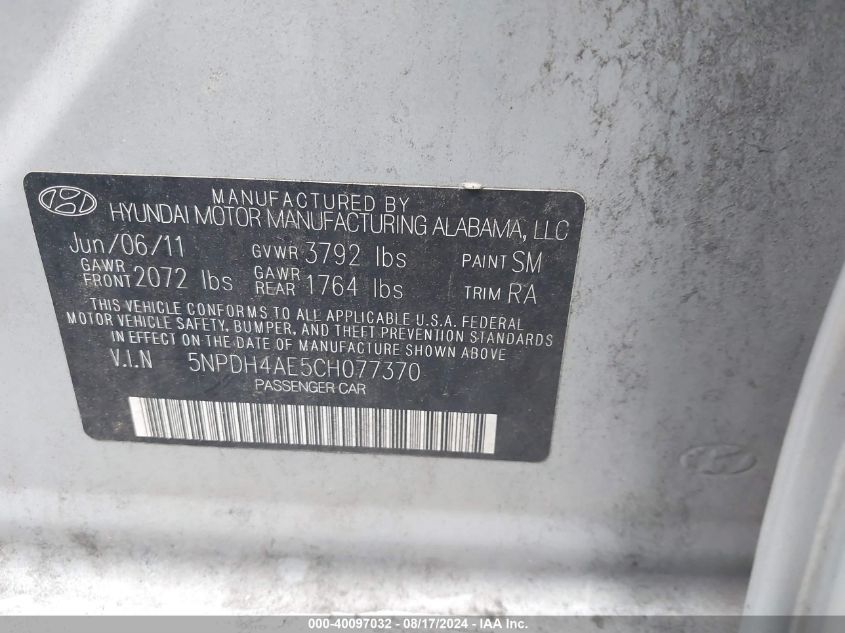 MANUFACTURED BY
HYUNDAI MOTOR MANUFACTURING ALABAMA, LLC
Jun/06/11 GVWR 3792 lbs PAINT SM
GAWR FRONT 2072 lbs GAWR REAR 1764 lbs TRIM RA
THIS VEHICLE CONFORMS TO ALL APPLICABLE U.S.A. FEDERAL
MOTOR VEHICLE SAFETY, BUMPER, AND THEFT PREVENTION STANDARDS
IN EFFECT ON THE DATE OF MANUFACTURE SHOWN ABOVE
V.I.N 5NPDH4AE5CH077370
PASSENGER CAR
000-40097032 - 08/17/2024 - IAAI.com